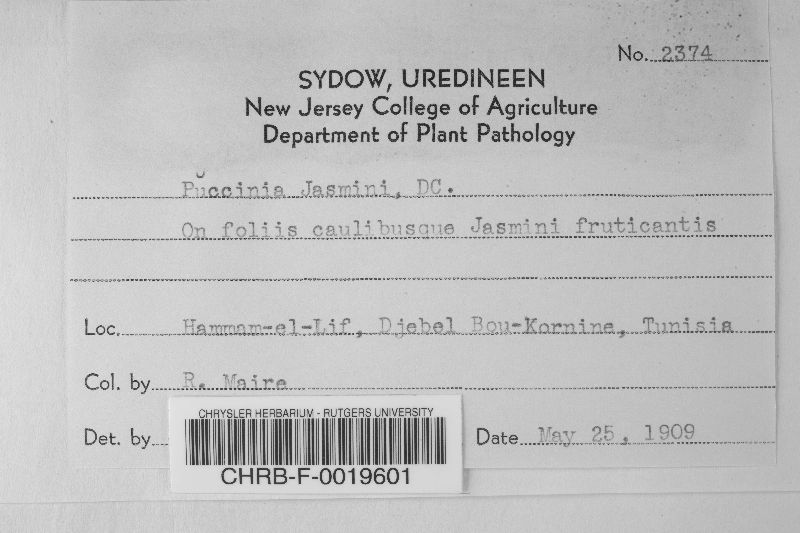 No. 2374
SYDOW, UREDINEEN
New Jersey College of Agriculture
Department of Plant Pathology
Puccinia Jasmini, DC.
On foliis caulibusque Jasmini fruticantis
Loc. Hammam-el-Lif, Djebel Bou-Kornine, Tunisia
Col. by R. Maire
Det. by
Date May 25, 1909
CHRYSLER HERBARIUM - RUTGERS UNIVERSITY
CHRB-F-0019601